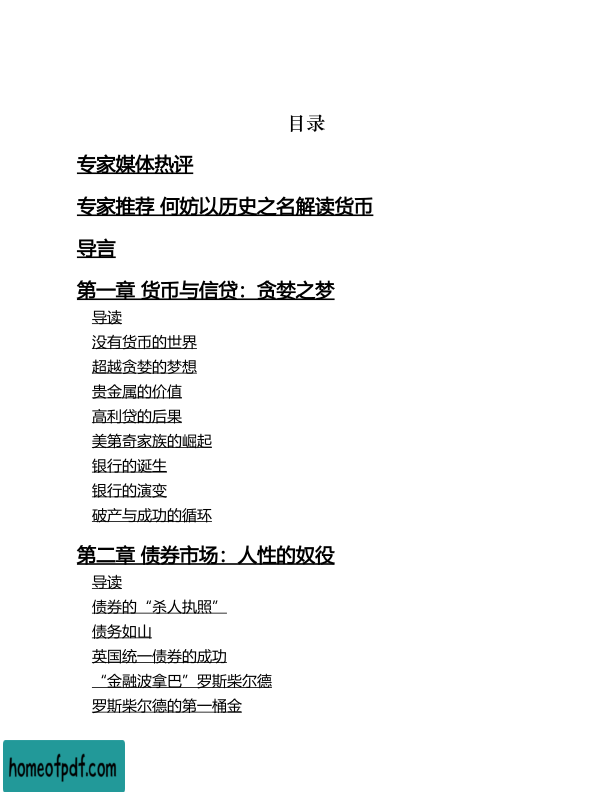 目录
专家媒体热评
专家推荐 何妨以历史之名解读货币
导言
第一章 货币与信贷：贪婪之梦
导读
没有货币的世界
超越贪婪的梦想
贵金属的价值
高利贷的后果
美第奇家族的崛起
银行的诞生
银行的演变
破产与成功的循环
第二章 债券市场：人性的奴役
导读
债券的“杀人执照”
债务如山
英国统一债券的成功
“金融波拿巴”罗斯柴尔德
罗斯柴尔德的第一桶金
homeofpdf.com